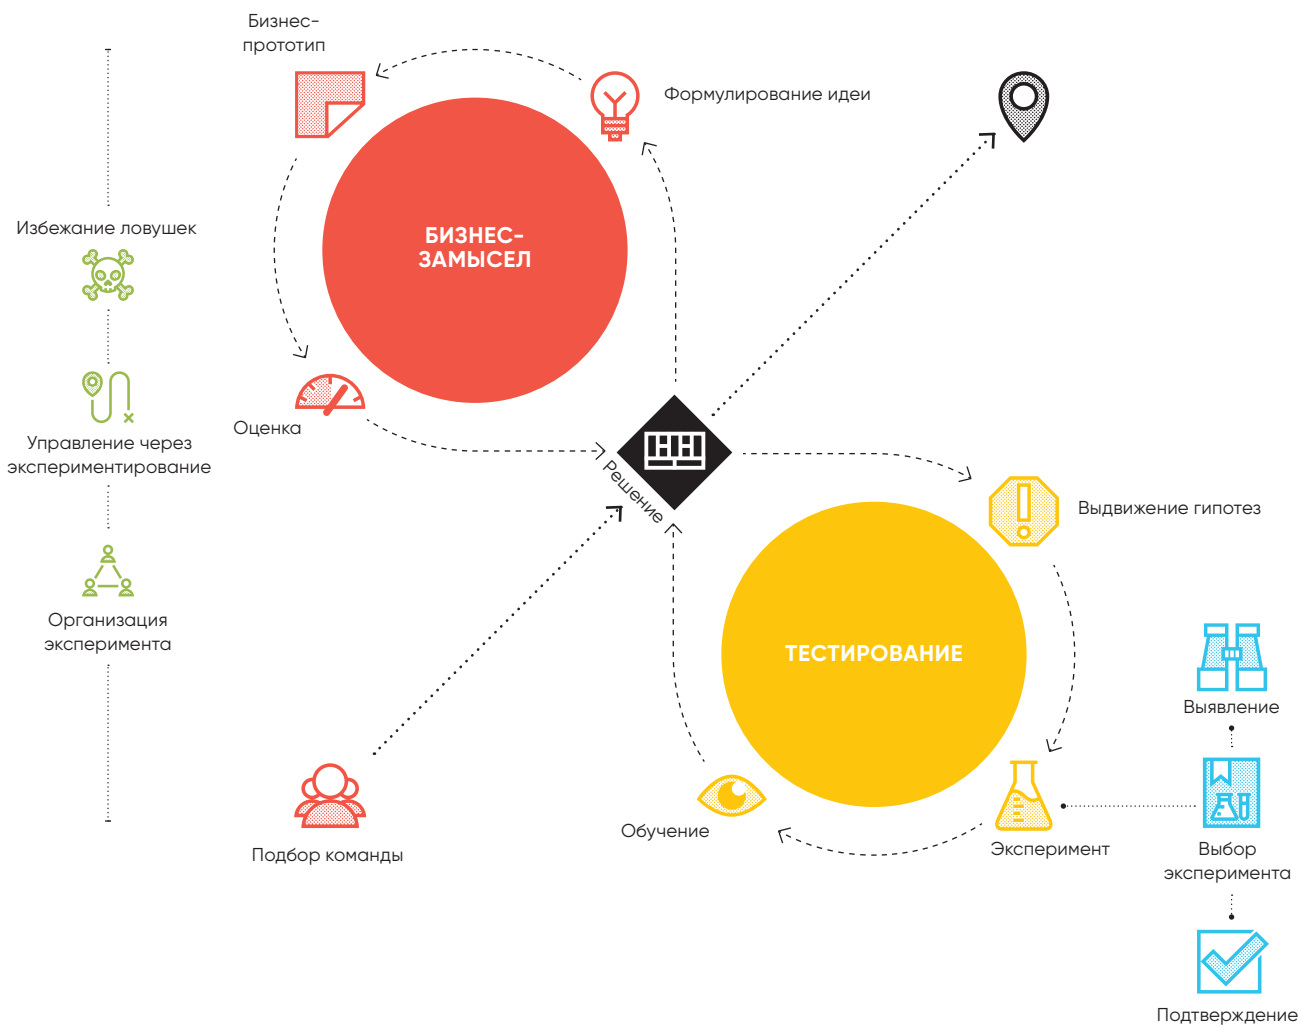 Бизнес-
прототип
Формулирование идеи
Избежание ловушек
БИЗНЕС-
ЗАМЫСЕЛ
Оценка
Управление через
экспериментирование
Решение
Выдвижение гипотез
Организация
эксперимента
ТЕСТИРОВАНИЕ
Выявление
Обучение
Эксперимент
Выбор
эксперимента
Подбор команды
Подтверждение